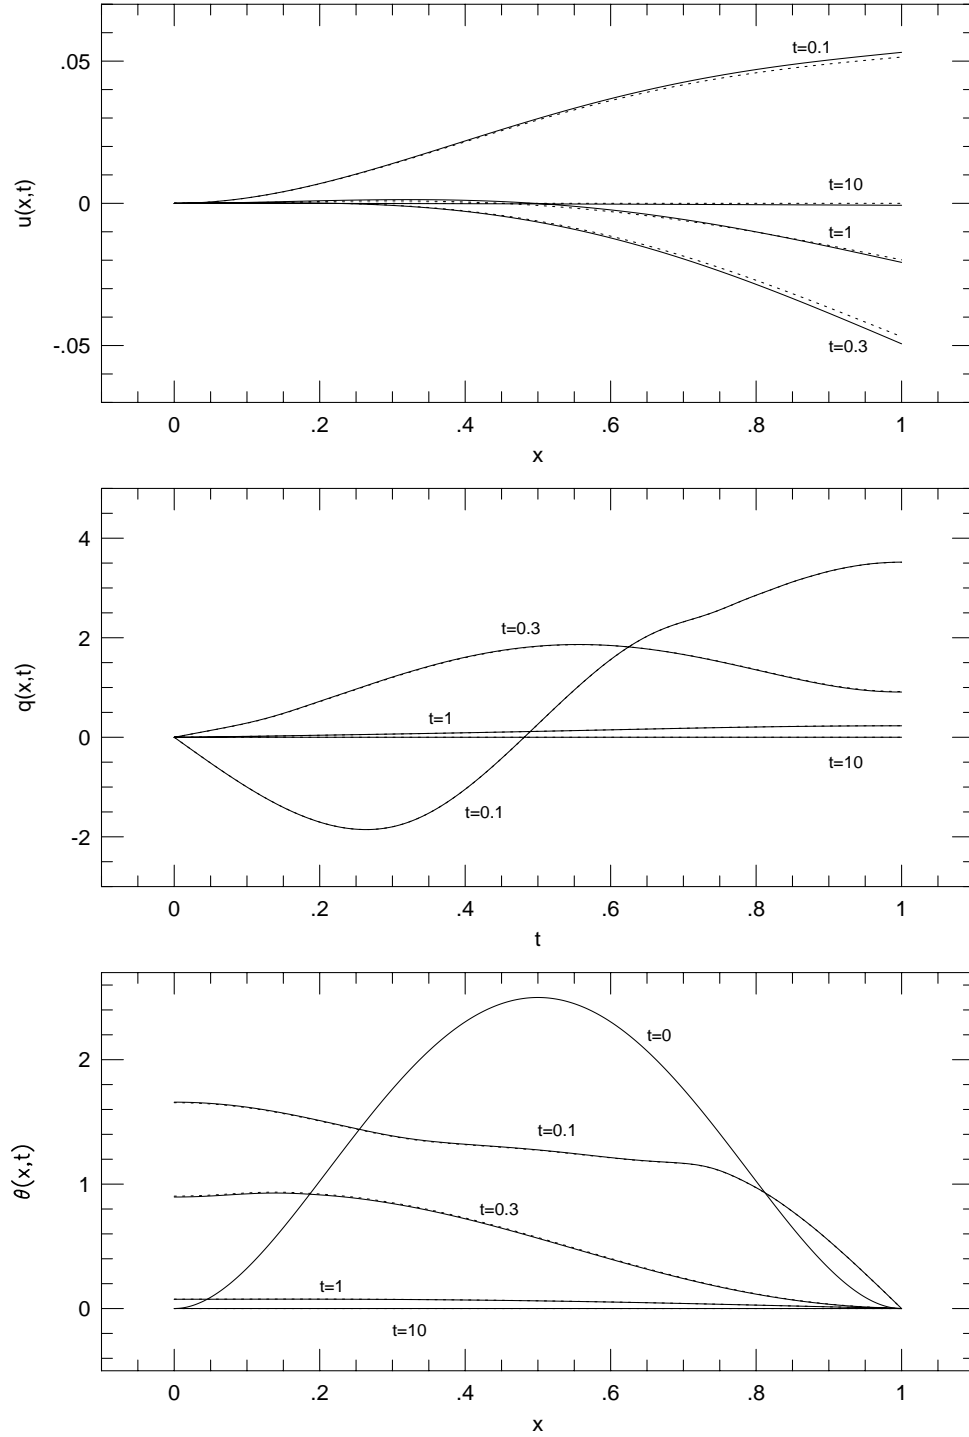 .05
t=0.1
t=10
u(x,t)
0
t=1
-.05
t=0.3
0 .2 .4 .6 .8 1
x
4
t=0.3
2
q(x,t)
t=1
0
t=10
t=0.1
-2
0 .2 .4 .6 .8 1
t
t=0
2
t=0.1
θ(x,t)
1
t=0.3
t=1
0
t=10
0 .2 .4 .6 .8 1
x